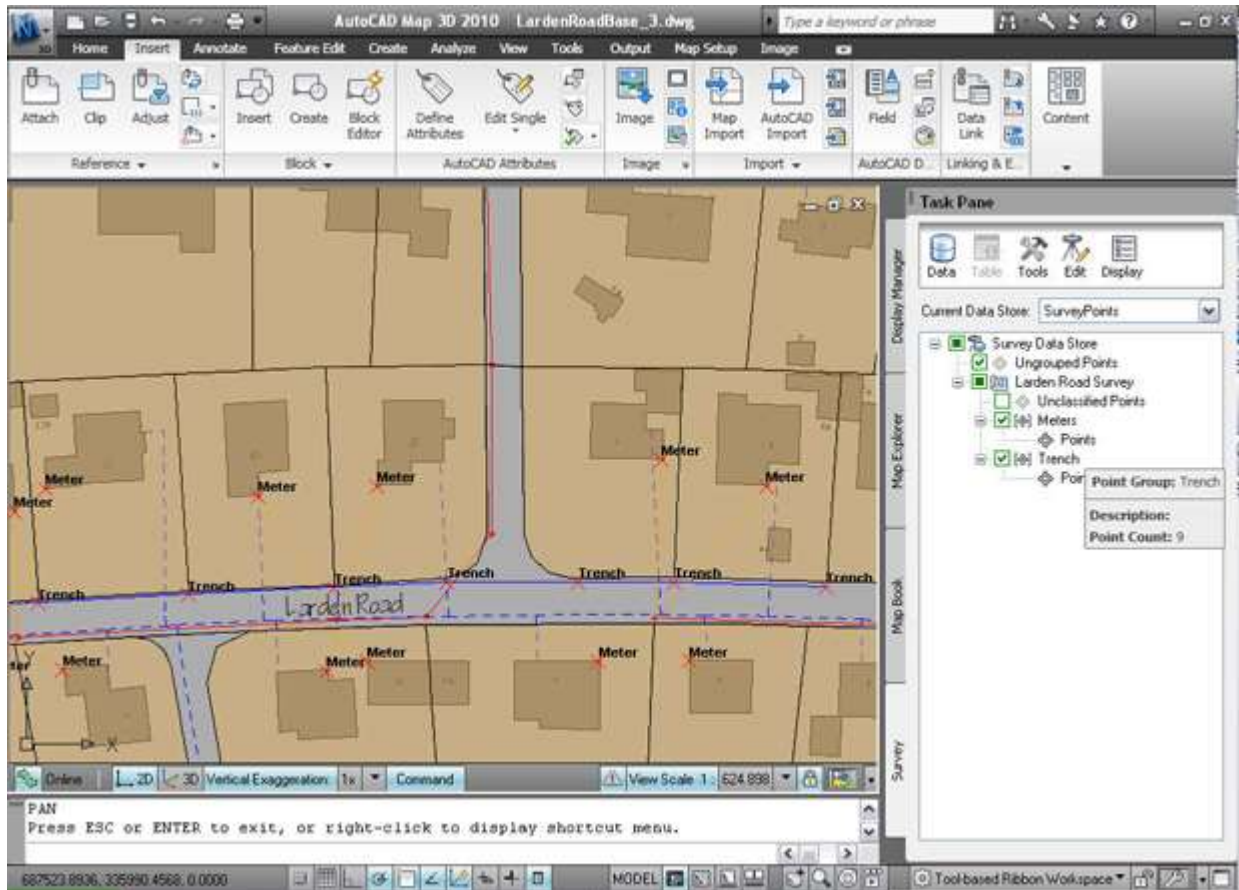 AutoCAD Map 3D 2010 LardenRoadBase_3.dwg
Type a keyword or phrase
3D
Home Insert Annotate Feature Edit Create Analyze View Tools Output Map Setup Image
Attach Clip Adjust
Insert Create Block Editor
Define Attributes Edit Single
Image
Map Import AutoCAD Import
Field
Data Link
Content
Reference
Block
AutoCAD Attributes
Image
Import
AutoCAD D...
Linking & E...
Task Pane
Data Table Tools Edit Display
Current Data Store: SurveyPoints
Survey Data Store
Ungrouped Points
Larden Road Survey
Unclassified Points
Meters
Points
Trench
Poin
Point Group: Trench
Description:
Point Count: 9
Display Manager
Map Explorer
Map Book
Survey
Meter
Meter
Meter
Meter
Meter
Meter
Trench
Trench
Trench
Trench
Trench
Trench
Trench
Larden Road
Meter
Meter
Meter
Meter
Meter
Y
X
Online 2D 3D Vertical Exaggeration: 1x Command
View Scale 1 : 624.898
PAN
Press ESC or ENTER to exit, or right-click to display shortcut menu.
687523.8936, 335990.4568, 0.0000
MODEL
Tool-based Ribbon Workspace